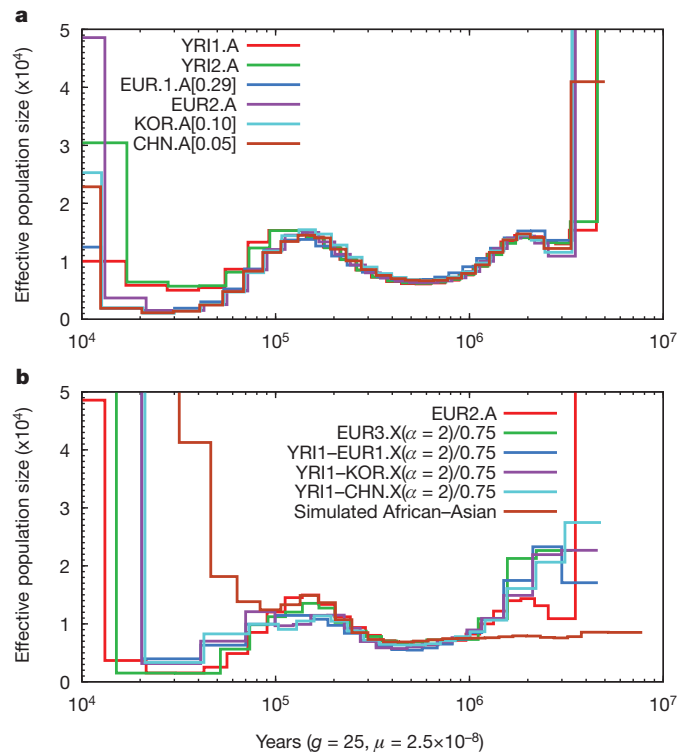 a
Effective population size (x10⁴)
5
4
3
2
1
0
YRI1.A
YRI2.A
EUR.1.A[0.29]
EUR2.A
KOR.A[0.10]
CHN.A[0.05]
10⁴ 10⁵ 10⁶ 10⁷
b
Effective population size (x10⁴)
5
4
3
2
1
0
EUR2.A
EUR3.X(α = 2)/0.75
YRI1–EUR1.X(α = 2)/0.75
YRI1–KOR.X(α = 2)/0.75
YRI1–CHN.X(α = 2)/0.75
Simulated African–Asian
10⁴ 10⁵ 10⁶ 10⁷
Years (g = 25, μ = 2.5×10⁻⁸)